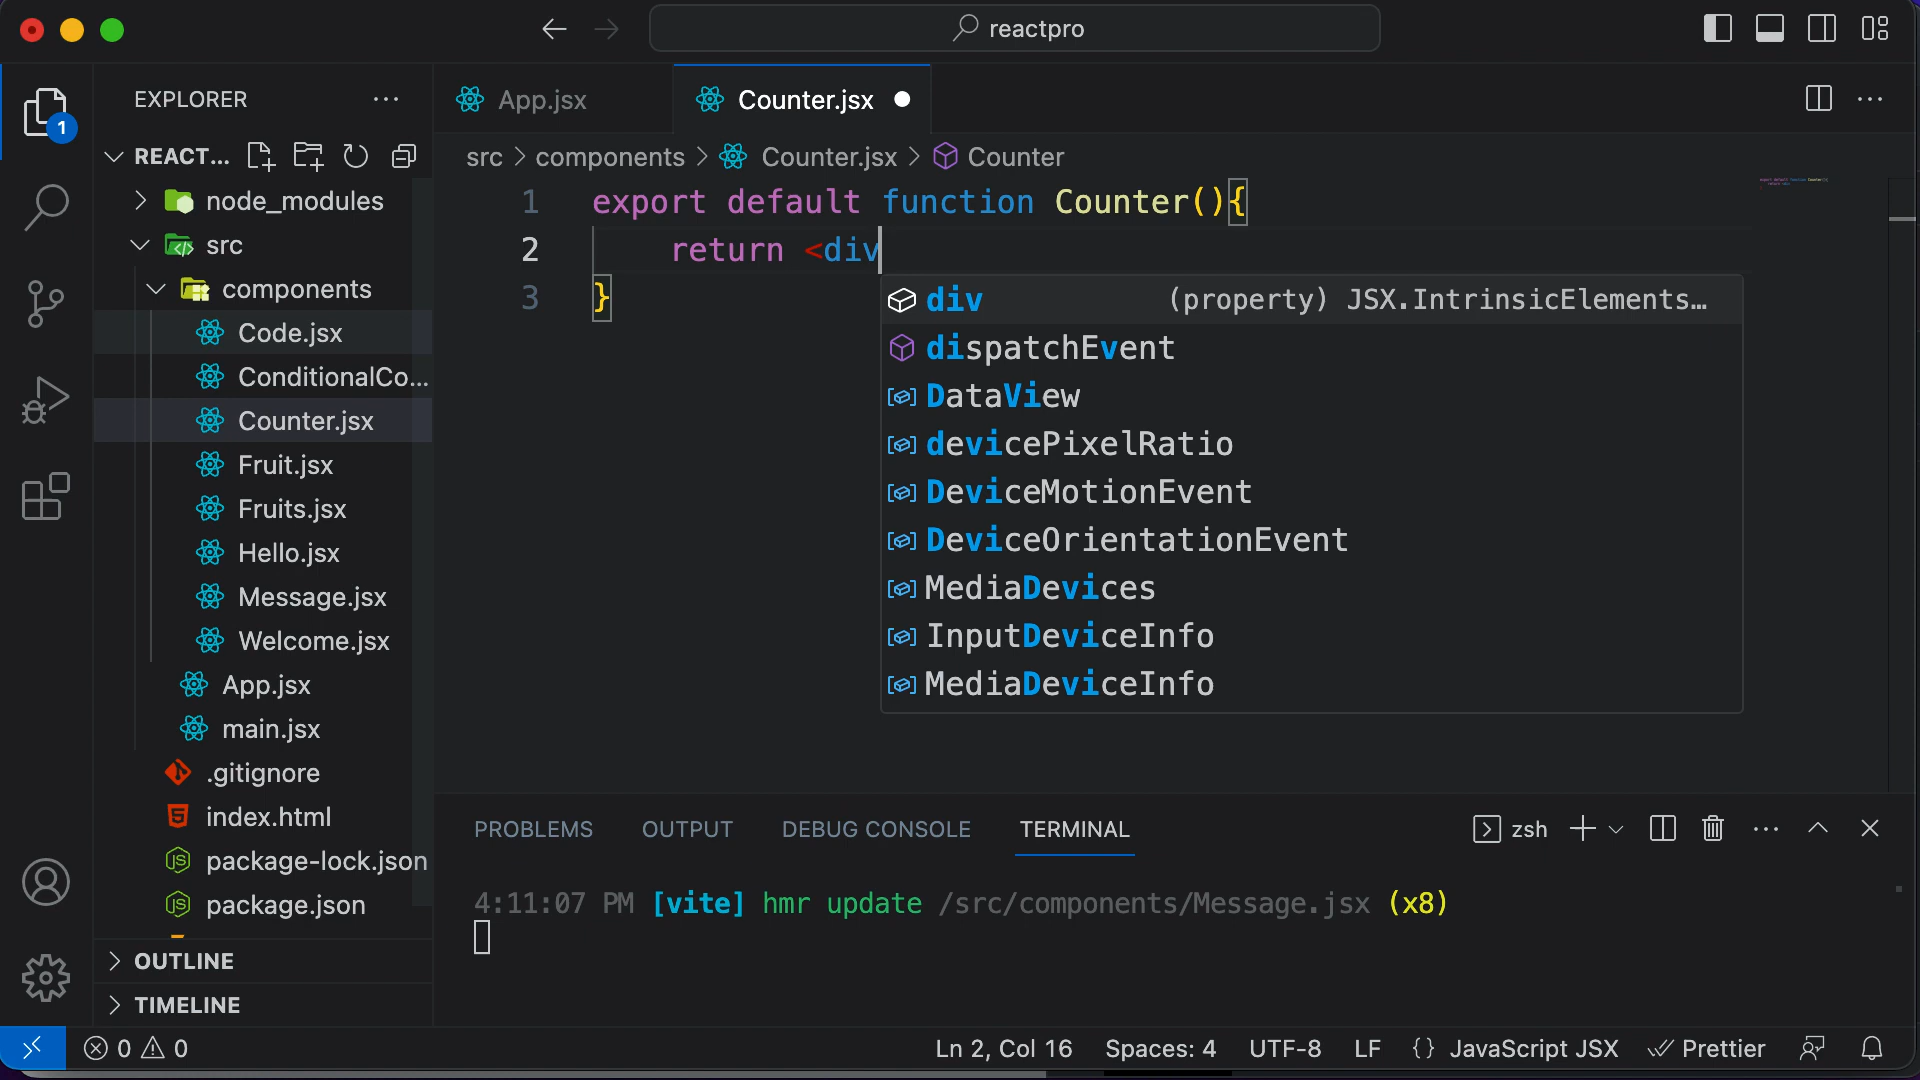 reactpro
1
EXPLORER
App.jsx
Counter.jsx
REACT...
src > components > Counter.jsx > Counter
node_modules
src
components
Code.jsx
ConditionalCo...
Counter.jsx
Fruit.jsx
Fruits.jsx
Hello.jsx
Message.jsx
Welcome.jsx
App.jsx
main.jsx
.gitignore
index.html
package-lock.json
package.json
OUTLINE
TIMELINE
1 export default function Counter(){
2 return <div
3 }
div (property) JSX.IntrinsicElements…
dispatchEvent
DataView
devicePixelRatio
DeviceMotionEvent
DeviceOrientationEvent
MediaDevices
InputDeviceInfo
MediaDeviceInfo
PROBLEMS OUTPUT DEBUG CONSOLE TERMINAL zsh
4:11:07 PM [vite] hmr update /src/components/Message.jsx (x8)
0 0 Ln 2, Col 16 Spaces: 4 UTF-8 LF {} JavaScript JSX Prettier